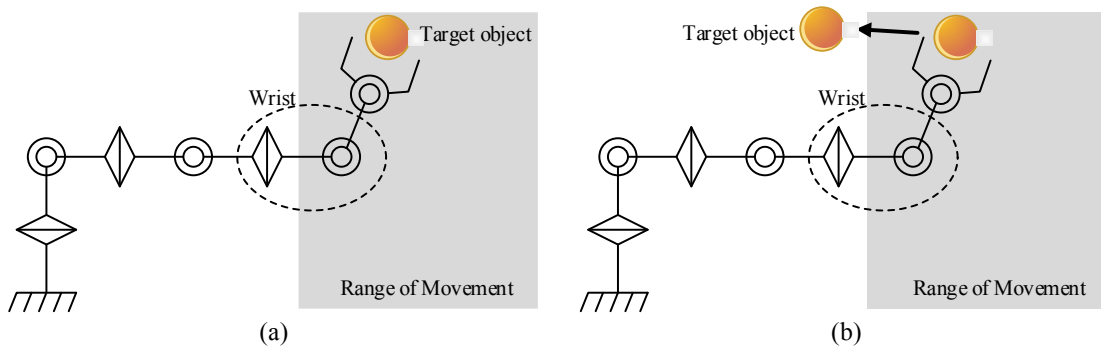 Target object
Wrist
Range of Movement
(a)
Target object
Wrist
Range of Movement
(b)